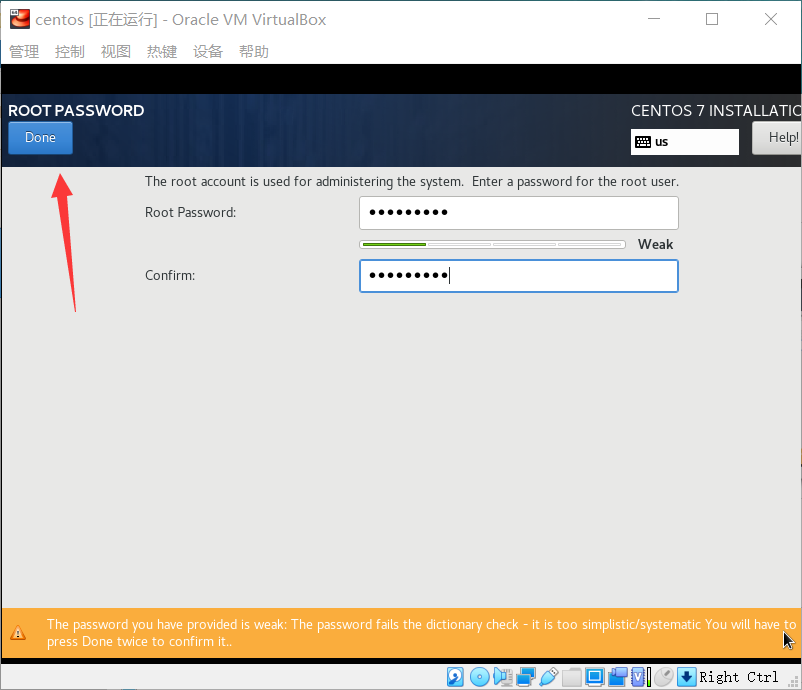 centos [正在运行] - Oracle VM VirtualBox
管理 控制 视图 热键 设备 帮助
ROOT PASSWORD
CENTOS 7 INSTALLATIO
Done
us
Help!
The root account is used for administering the system. Enter a password for the root user.
Root Password:
●●●●●●●●●
Weak
Confirm:
●●●●●●●●●
The password you have provided is weak: The password fails the dictionary check - it is too simplistic/systematic You will have to
press Done twice to confirm it..
Right Ctrl